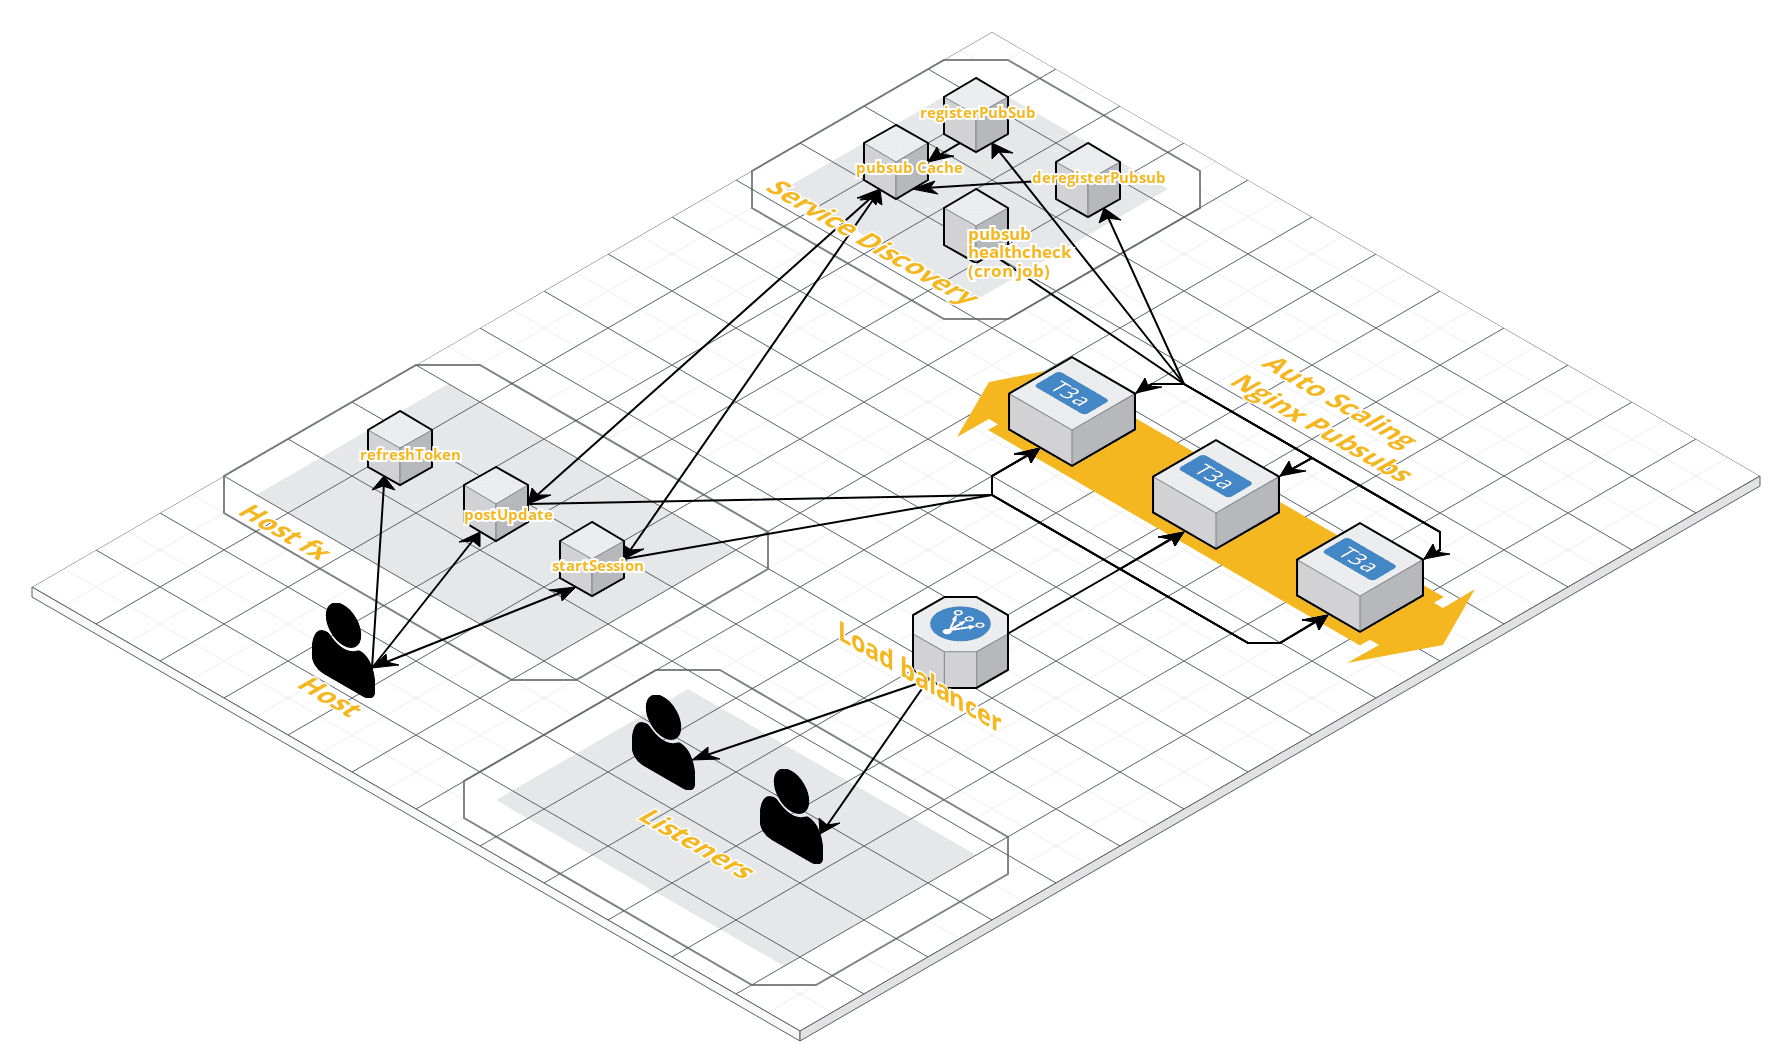 registerPubSub
pubsub Cache
deregisterPubsub
pubsub
healthcheck
(cron job)
Service Discovery
Auto Scaling
Nginx Pubsubs
T3a
T3a
T3a
refreshToken
postUpdate
startSession
Host fx
Host
Load balancer
Listeners